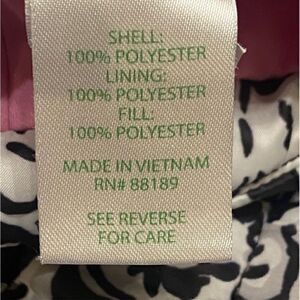 SHELL:
100% POLYESTER
LINING:
100% POLYESTER
FILL:
100% POLYESTER
MADE IN VIETNAM
RN# 88189
SEE REVERSE
FOR CARE